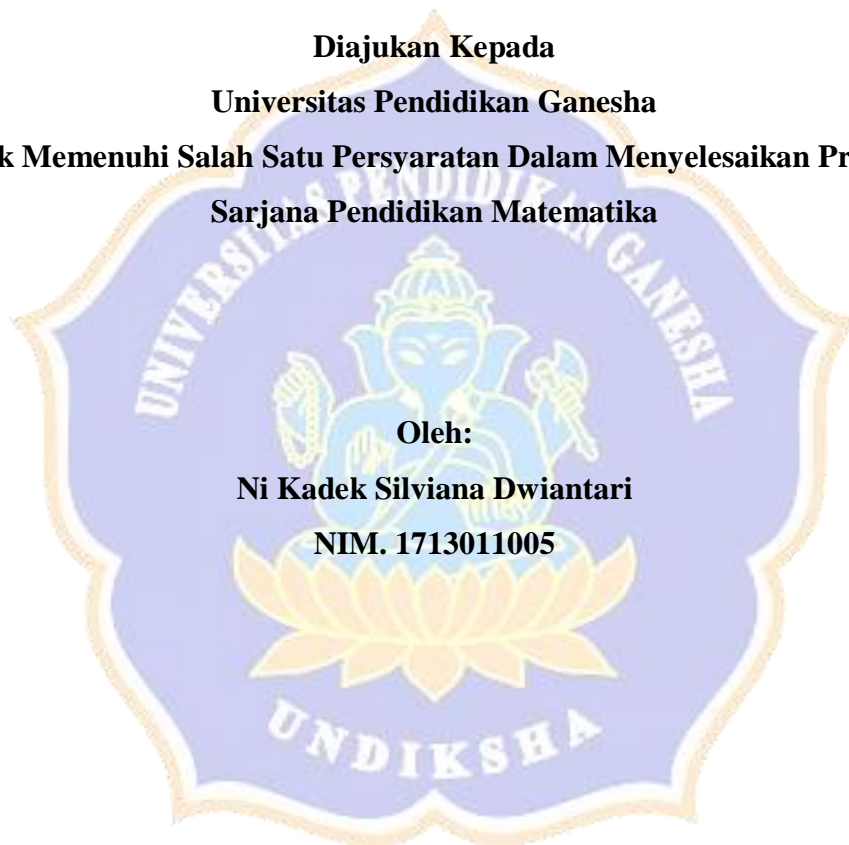 Diajukan Kepada
Universitas Pendidikan Ganesha
k Memenuhi Salah Satu Persyaratan Dalam Menyelesaikan Pr
Sarjana Pendidikan Matematika
UNIVERSITAS PENDIDIKAN GANESHA
Oleh:
Ni Kadek Silviana Dwiantari
NIM. 1713011005
UNDIKSHA